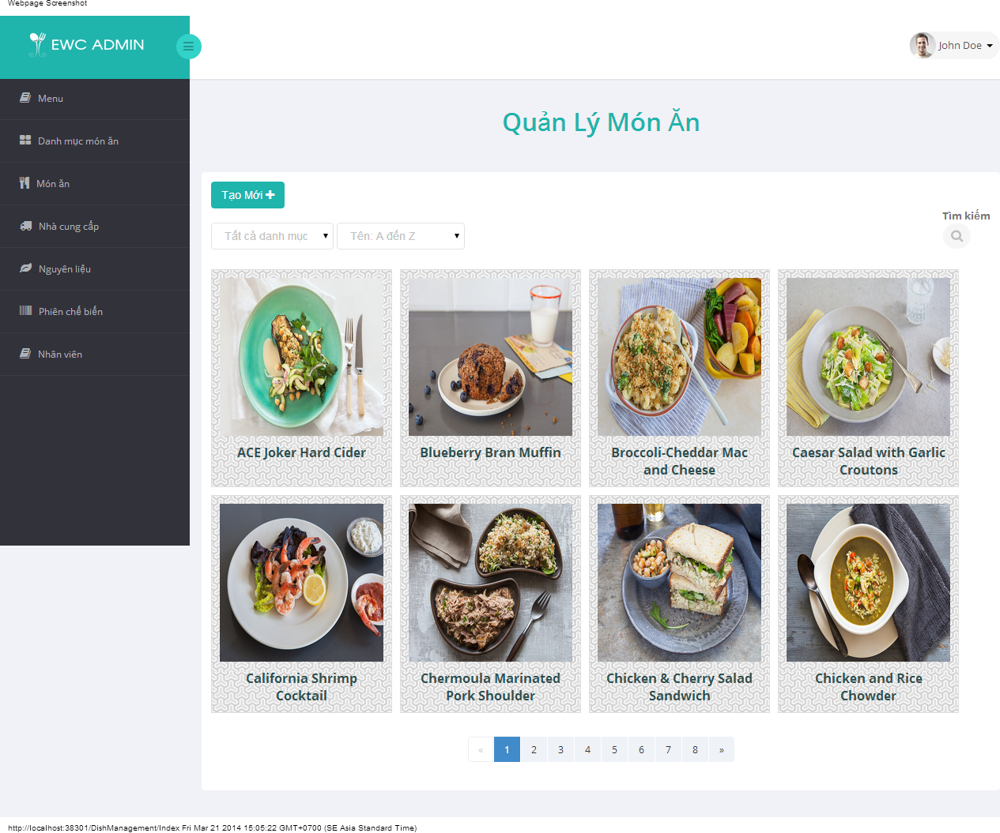 Webpage Screenshot
EWC ADMIN
John Doe
Menu
Danh mục món ăn
Món ăn
Nhà cung cấp
Nguyên liệu
Phiên chế biến
Nhân viên
Quản Lý Món Ăn
Tạo Mới
Tìm kiếm
Tất cả danh mục
Tên: A đến Z
ACE Joker Hard Cider
Blueberry Bran Muffin
Broccoli-Cheddar Mac
and Cheese
Caesar Salad with Garlic
Croutons
California Shrimp
Cocktail
Chermoula Marinated
Pork Shoulder
Chicken & Cherry Salad
Sandwich
Chicken and Rice
Chowder
« 1 2 3 4 5 6 7 8 »
http://localhost:38301/DishManagement/Index Fri Mar 21 2014 15:05:22 GMT+0700 (SE Asia Standard Time)